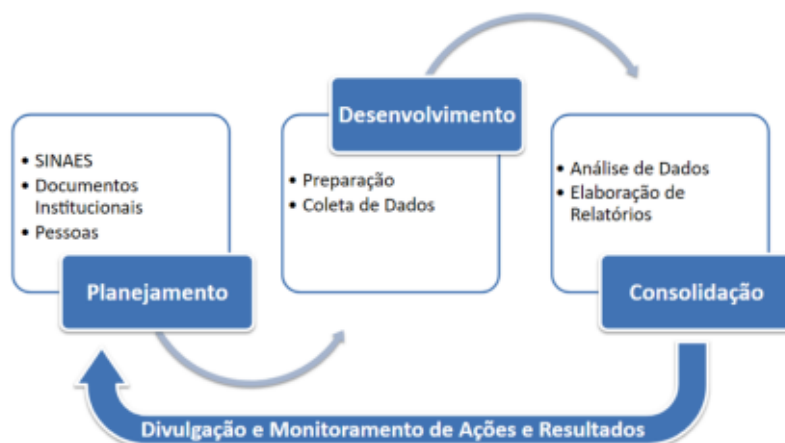 • SINAES
• Documentos
Institucionais
• Pessoas
Planejamento
Desenvolvimento
• Preparação
• Coleta de Dados
• Análise de Dados
• Elaboração de
Relatórios
Consolidação
Divulgação e Monitoramento de Ações e Resultados